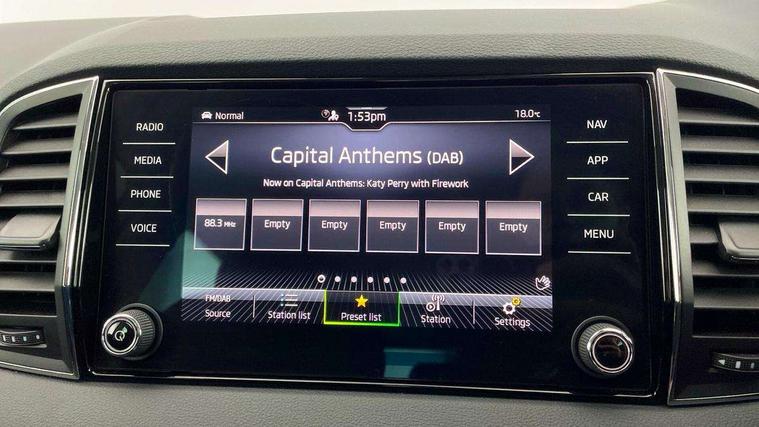 RADIO
MEDIA
PHONE
VOICE
Normal
1:53pm
18.0°C
Capital Anthems (DAB)
Now on Capital Anthems: Katy Perry with Firework
88.3 MHz
Empty
Empty
Empty
Empty
Empty
FM/DAB
Source
Station list
Preset list
Station
Settings
NAV
APP
CAR
MENU